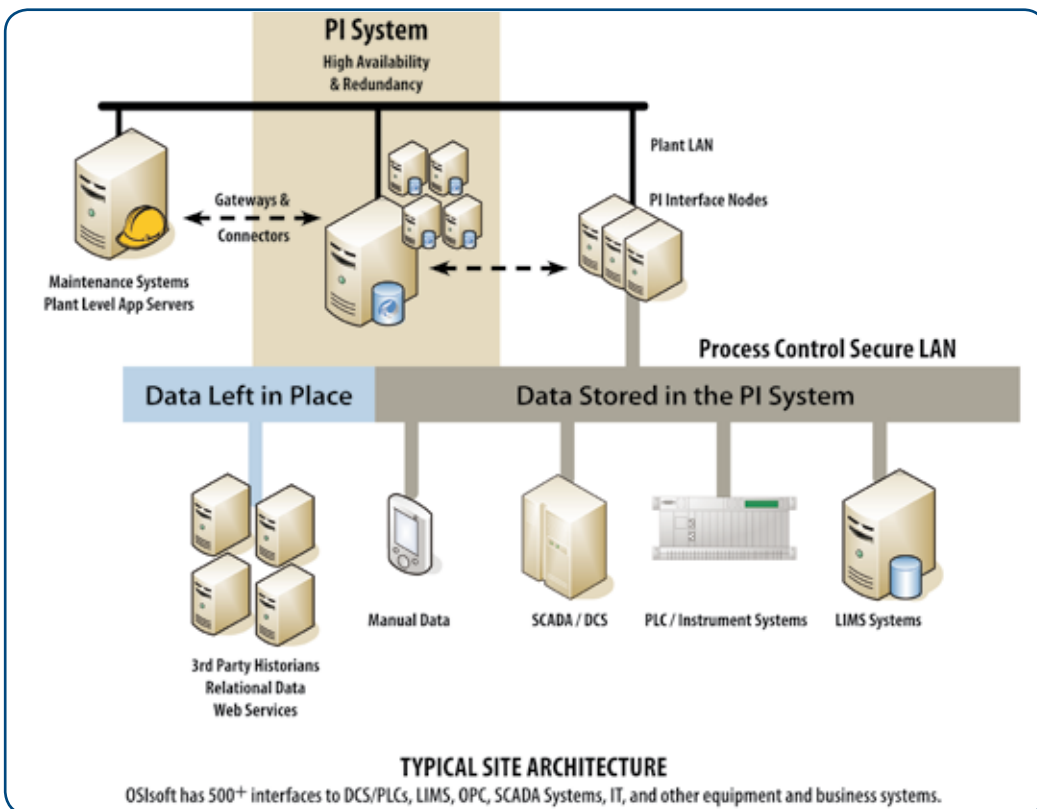 PI System
High Availability
& Redundancy
Plant LAN
PI Interface Nodes
Gateways &
Connectors
Maintenance Systems
Plant Level App Servers
Process Control Secure LAN
Data Left in Place
Data Stored in the PI System
Manual Data
SCADA / DCS
PLC / Instrument Systems
LIMS Systems
3rd Party Historians
Relational Data
Web Services
TYPICAL SITE ARCHITECTURE
OSIsoft has 500+ interfaces to DCS/PLCs, LIMS, OPC, SCADA Systems, IT, and other equipment and business systems.